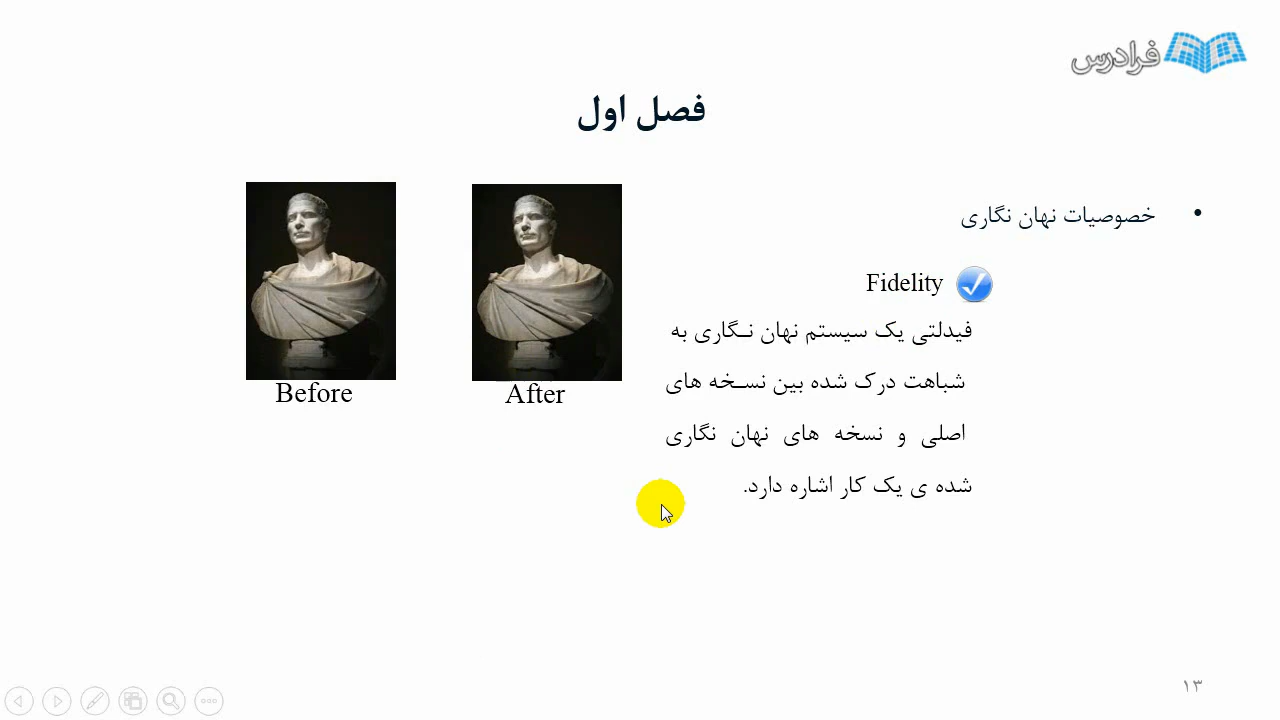 فرادرس
فصل اول
• خصوصیات نهان نگاری
Fidelity
فیدلتی یک سیستم نهان نـگاری به
شباهت درک شده بین نسـخه های
اصلی و نسخه های نهان نگاری
شده ی یک کار اشاره دارد.
Before
After
۱۳